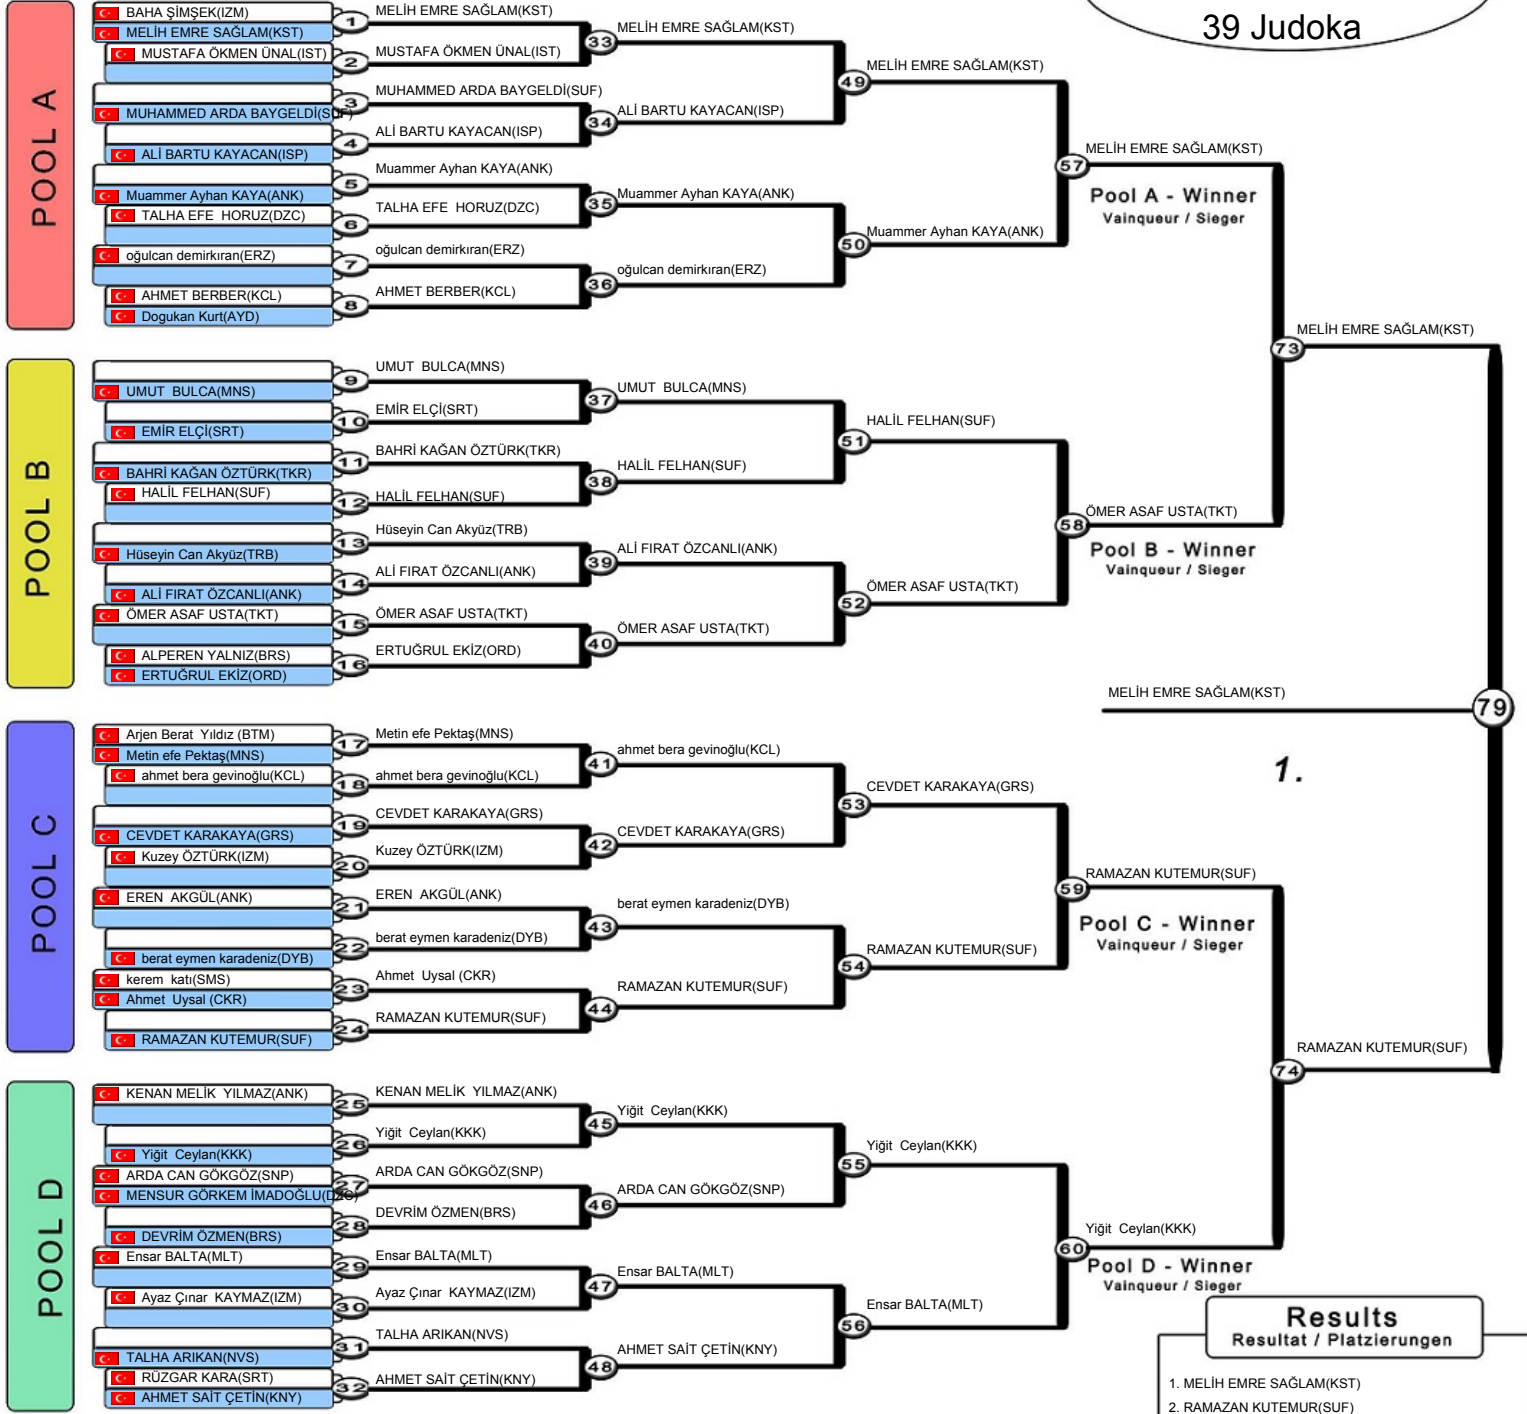 39 Judoka
POOL A
BAHA ŞİMŞEK(IZM)
MELİH EMRE SAĞLAM(KST)
MUSTAFA ÖKMEN ÜNAL(IST)
MUHAMMED ARDA BAYGELDİ(SUF)
ALİ BARTU KAYACAN(ISP)
Muammer Ayhan KAYA(ANK)
TALHA EFE HORUZ(DZC)
oğulcan demirkıran(ERZ)
AHMET BERBER(KCL)
Dogukan Kurt(AYD)
1
2
3
4
5
6
7
8
MELİH EMRE SAĞLAM(KST)
MUSTAFA ÖKMEN ÜNAL(IST)
MUHAMMED ARDA BAYGELDİ(SUF)
ALİ BARTU KAYACAN(ISP)
Muammer Ayhan KAYA(ANK)
TALHA EFE HORUZ(DZC)
oğulcan demirkıran(ERZ)
AHMET BERBER(KCL)
33
34
35
36
MELİH EMRE SAĞLAM(KST)
ALİ BARTU KAYACAN(ISP)
Muammer Ayhan KAYA(ANK)
oğulcan demirkıran(ERZ)
49
50
MELİH EMRE SAĞLAM(KST)
Muammer Ayhan KAYA(ANK)
57
MELİH EMRE SAĞLAM(KST)
Pool A - Winner
Vainqueur / Sieger
POOL B
UMUT BULCA(MNS)
EMİR ELÇİ(SRT)
BAHRİ KAĞAN ÖZTÜRK(TKR)
HALİL FELHAN(SUF)
Hüseyin Can Akyüz(TRB)
ALİ FIRAT ÖZCANLI(ANK)
ÖMER ASAF USTA(TKT)
ALPEREN YALNIZ(BRS)
ERTUĞRUL EKİZ(ORD)
9
10
11
12
13
14
15
16
UMUT BULCA(MNS)
EMİR ELÇİ(SRT)
BAHRİ KAĞAN ÖZTÜRK(TKR)
HALİL FELHAN(SUF)
Hüseyin Can Akyüz(TRB)
ALİ FIRAT ÖZCANLI(ANK)
ÖMER ASAF USTA(TKT)
ERTUĞRUL EKİZ(ORD)
37
38
39
40
UMUT BULCA(MNS)
HALİL FELHAN(SUF)
ALİ FIRAT ÖZCANLI(ANK)
ÖMER ASAF USTA(TKT)
51
52
HALİL FELHAN(SUF)
ÖMER ASAF USTA(TKT)
58
ÖMER ASAF USTA(TKT)
Pool B - Winner
Vainqueur / Sieger
73
MELİH EMRE SAĞLAM(KST)
MELİH EMRE SAĞLAM(KST)
79
1.
POOL C
Arjen Berat Yıldız (BTM)
Metin efe Pektaş(MNS)
ahmet bera gevinoğlu(KCL)
CEVDET KARAKAYA(GRS)
Kuzey ÖZTÜRK(IZM)
EREN AKGÜL(ANK)
berat eymen karadeniz(DYB)
kerem katı(SMS)
Ahmet Uysal (CKR)
RAMAZAN KUTEMUR(SUF)
17
18
19
20
21
22
23
24
Metin efe Pektaş(MNS)
ahmet bera gevinoğlu(KCL)
CEVDET KARAKAYA(GRS)
Kuzey ÖZTÜRK(IZM)
EREN AKGÜL(ANK)
berat eymen karadeniz(DYB)
Ahmet Uysal (CKR)
RAMAZAN KUTEMUR(SUF)
41
42
43
44
ahmet bera gevinoğlu(KCL)
CEVDET KARAKAYA(GRS)
berat eymen karadeniz(DYB)
RAMAZAN KUTEMUR(SUF)
53
54
CEVDET KARAKAYA(GRS)
RAMAZAN KUTEMUR(SUF)
59
RAMAZAN KUTEMUR(SUF)
Pool C - Winner
Vainqueur / Sieger
POOL D
KENAN MELİK YILMAZ(ANK)
Yiğit Ceylan(KKK)
ARDA CAN GÖKGÖZ(SNP)
MENSUR GÖRKEM İMADOĞLU(DZC)
DEVRİM ÖZMEN(BRS)
Ensar BALTA(MLT)
Ayaz Çınar KAYMAZ(IZM)
TALHA ARIKAN(NVS)
RÜZGAR KARA(SRT)
AHMET SAİT ÇETİN(KNY)
25
26
27
28
29
30
31
32
KENAN MELİK YILMAZ(ANK)
Yiğit Ceylan(KKK)
ARDA CAN GÖKGÖZ(SNP)
DEVRİM ÖZMEN(BRS)
Ensar BALTA(MLT)
Ayaz Çınar KAYMAZ(IZM)
TALHA ARIKAN(NVS)
AHMET SAİT ÇETİN(KNY)
45
46
47
48
Yiğit Ceylan(KKK)
ARDA CAN GÖKGÖZ(SNP)
Ensar BALTA(MLT)
AHMET SAİT ÇETİN(KNY)
55
56
Yiğit Ceylan(KKK)
Ensar BALTA(MLT)
60
Yiğit Ceylan(KKK)
Pool D - Winner
Vainqueur / Sieger
74
RAMAZAN KUTEMUR(SUF)
Results
Resultat / Platzierungen
1. MELİH EMRE SAĞLAM(KST)
2. RAMAZAN KUTEMUR(SUF)